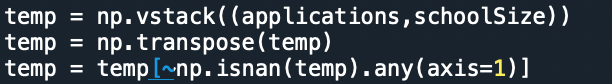 temp = np.vstack((applications,schoolSize))
temp = np.transpose(temp)
temp = temp[~np.isnan(temp).any(axis=1)]